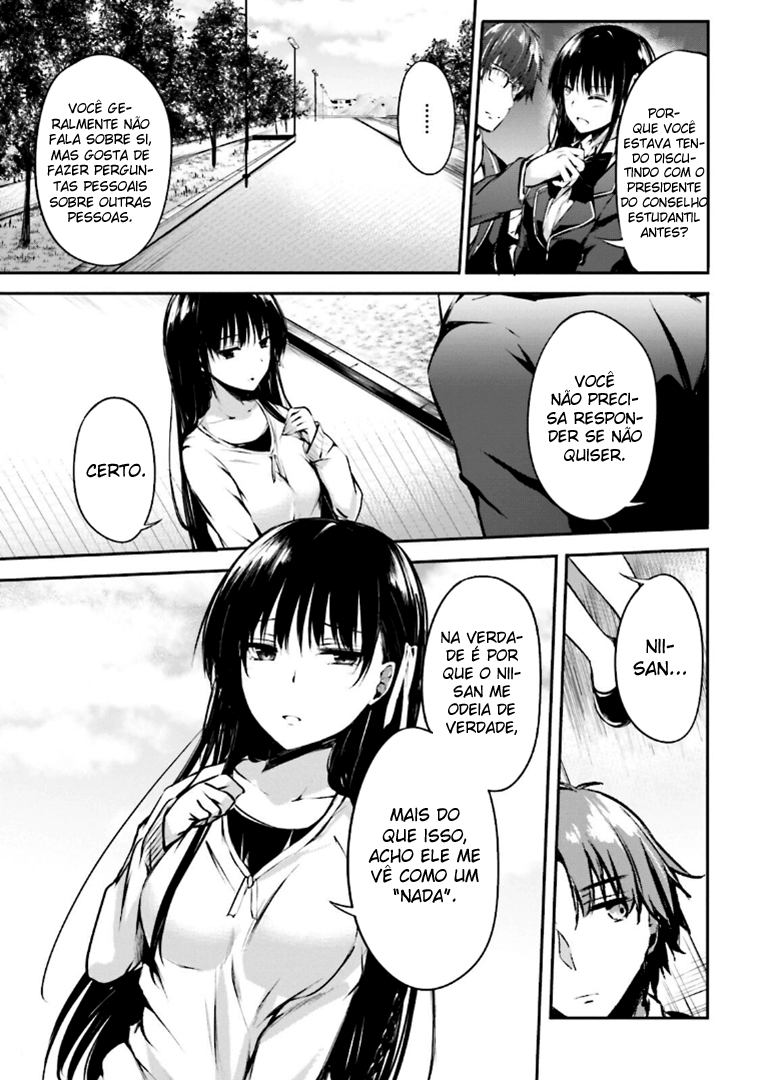 POR-
QUE VOCÊ
ESTAVA TEN-
DO DISCU-
TINDO COM O
PRESIDENTE
DO CONSELHO
ESTUDANTIL
ANTES?
......
VOCÊ GE-
RALMENTE NÃO
FALA SOBRE SI,
MAS GOSTA DE
FAZER PERGUN-
TAS PESSOAIS
SOBRE OUTRAS
PESSOAS.
VOCÊ
NÃO PRECI-
SA RESPON-
DER SE NÃO
QUISER.
CERTO.
NII-
SAN...
NA VERDA-
DE É POR
QUE O NII-
SAN ME
ODEIA DE
VERDADE,
MAIS DO
QUE ISSO,
ACHO ELE ME
VÊ COMO UM
"NADA".